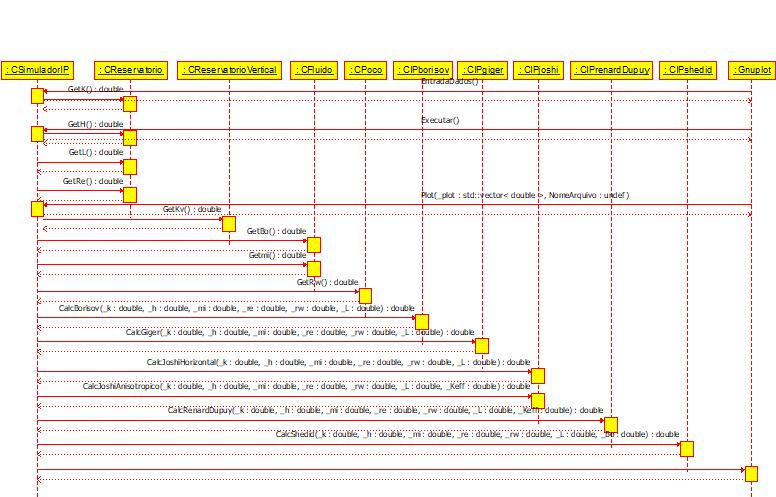 : CSimuladorIP
: CReservatorio
: CReservatorioVertical
: CFluido
: CPoco
: CIPborisov
: CIPgiger
: CIPjoshi
: CIPrenardDupuy
: CIPshedid
: Gnuplot
EntradaDados()
GetK() : double
Executar()
GetH() : double
GetL() : double
GetRe() : double
Plot(_plot : std::vector< double >, NomeArquivo : undef)
GetKv() : double
GetBo() : double
Getmi() : double
GetRw() : double
CalcBorisov(_k : double, _h : double, _mi : double, _re : double, _rw : double, _L : double) : double
CalcGiger(_k : double, _h : double, _mi : double, _re : double, _rw : double, _L : double) : double
CalcJoshiHorizontal(_k : double, _h : double, _mi : double, _re : double, _rw : double, _L : double) : double
CalcJoshiAnisotropico(_k : double, _h : double, _mi : double, _re : double, _rw : double, _L : double, _Keff : double) : double
CalcRenardDupuy(_k : double, _h : double, _mi : double, _re : double, _rw : double, _L : double, _Keff : double) : double
CalcShedid(_k : double, _h : double, _mi : double, _re : double, _rw : double, _L : double, _Bo : double) : double